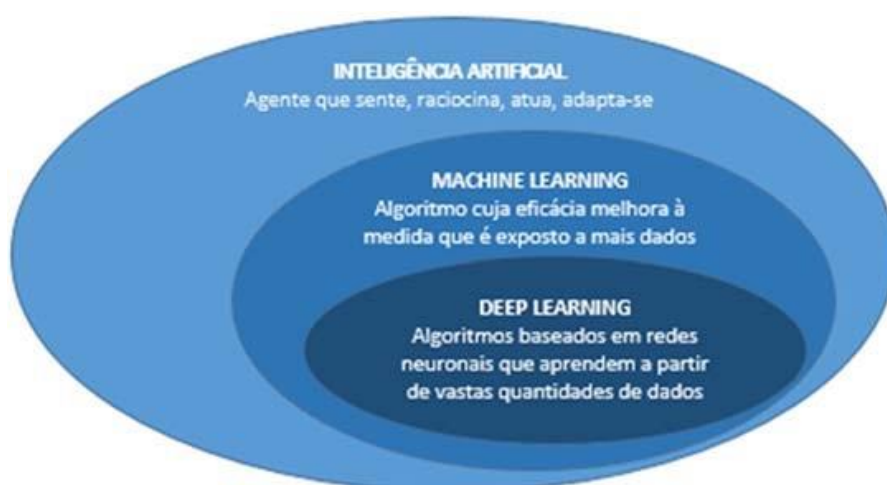 INTELIGÊNCIA ARTIFICIAL
Agente que sente, raciocina, atua, adapta-se
MACHINE LEARNING
Algoritmo cuja eficácia melhora à
medida que é exposto a mais dados
DEEP LEARNING
Algoritmos baseados em redes
neuronais que aprendem a partir
de vastas quantidades de dados